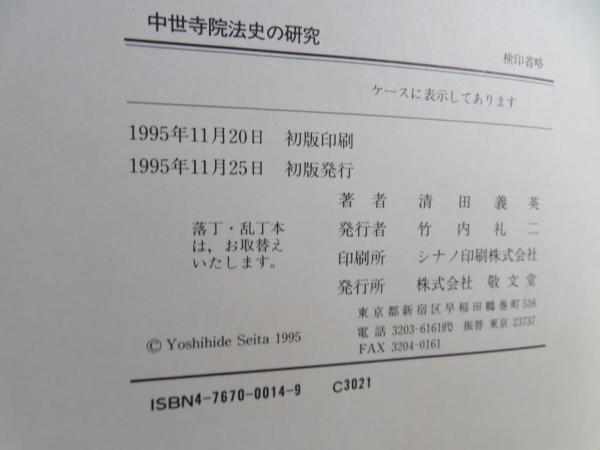 中世寺院法史の研究
検印省略
ケースに表示してあります
1995年11月20日 初版印刷
1995年11月25日 初版発行
著者 清田義英
発行者 竹内礼二
印刷所 シナノ印刷株式会社
発行所 株式会社 敬文堂
東京都新宿区早稲田鶴巻町516
電話 3203-6161㈹ 振替 東京 23737
FAX 3204-0161
落丁・乱丁本
は，お取替え
いたします。
© Yoshihide Seita 1995
ISBN4-7670-0014-9 C3021